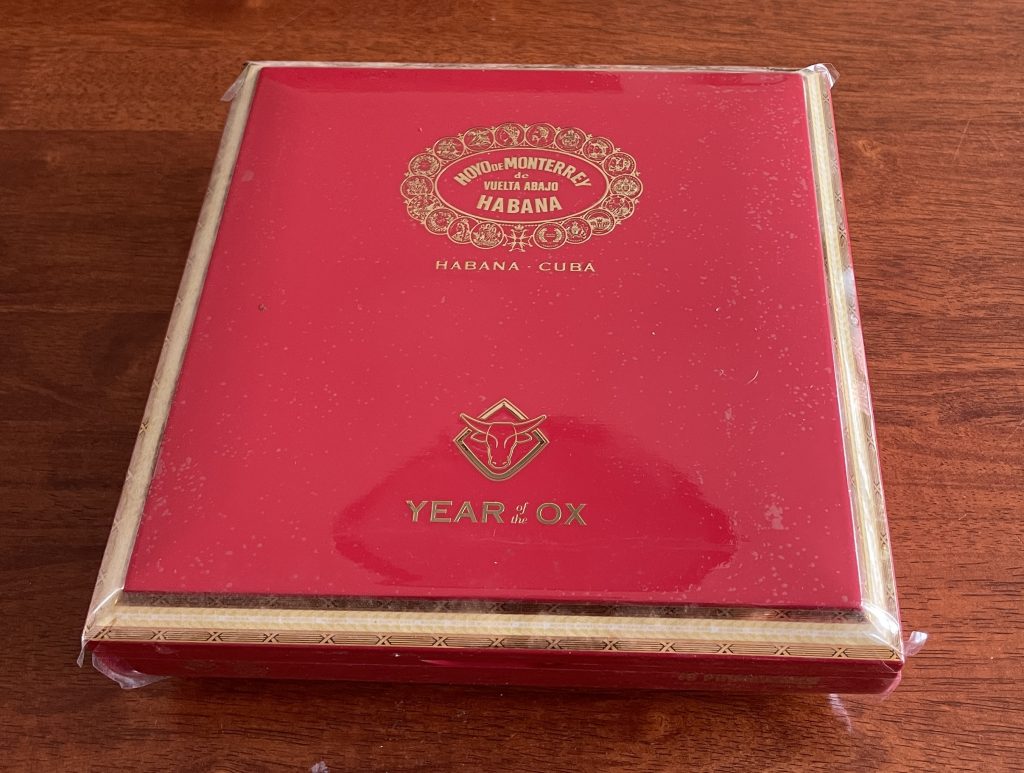 HOYO DE MONTERREY
de
VUELTA ABAJO
HABANA
HABANA · CUBA
YEAR of the OX